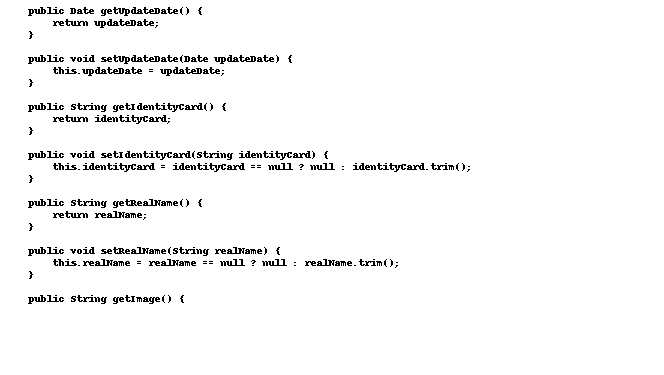 public Date getUpdateDate() {
return updateDate;
}
public void setUpdateDate(Date updateDate) {
this.updateDate = updateDate;
}
public String getIdentityCard() {
return identityCard;
}
public void setIdentityCard(String identityCard) {
this.identityCard = identityCard == null ? null : identityCard.trim();
}
public String getRealName() {
return realName;
}
public void setRealName(String realName) {
this.realName = realName == null ? null : realName.trim();
}
public String getImage() {